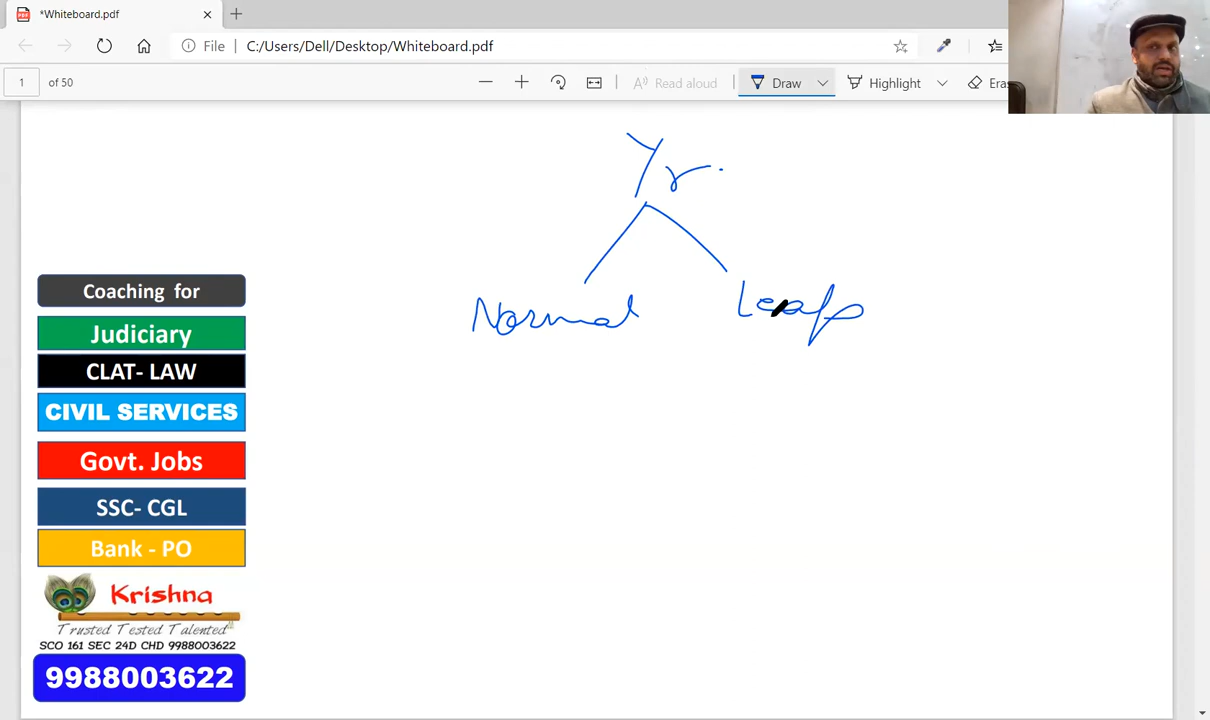 *Whiteboard.pdf
File C:/Users/Dell/Desktop/Whiteboard.pdf
1 of 50 Read aloud Draw Highlight Eras
Yr.
Normal Leap
Coaching for
Judiciary
CLAT- LAW
CIVIL SERVICES
Govt. Jobs
SSC- CGL
Bank - PO
Krishna
Trusted Tested Talented
SCO 161 SEC 24D CHD 9988003622
9988003622